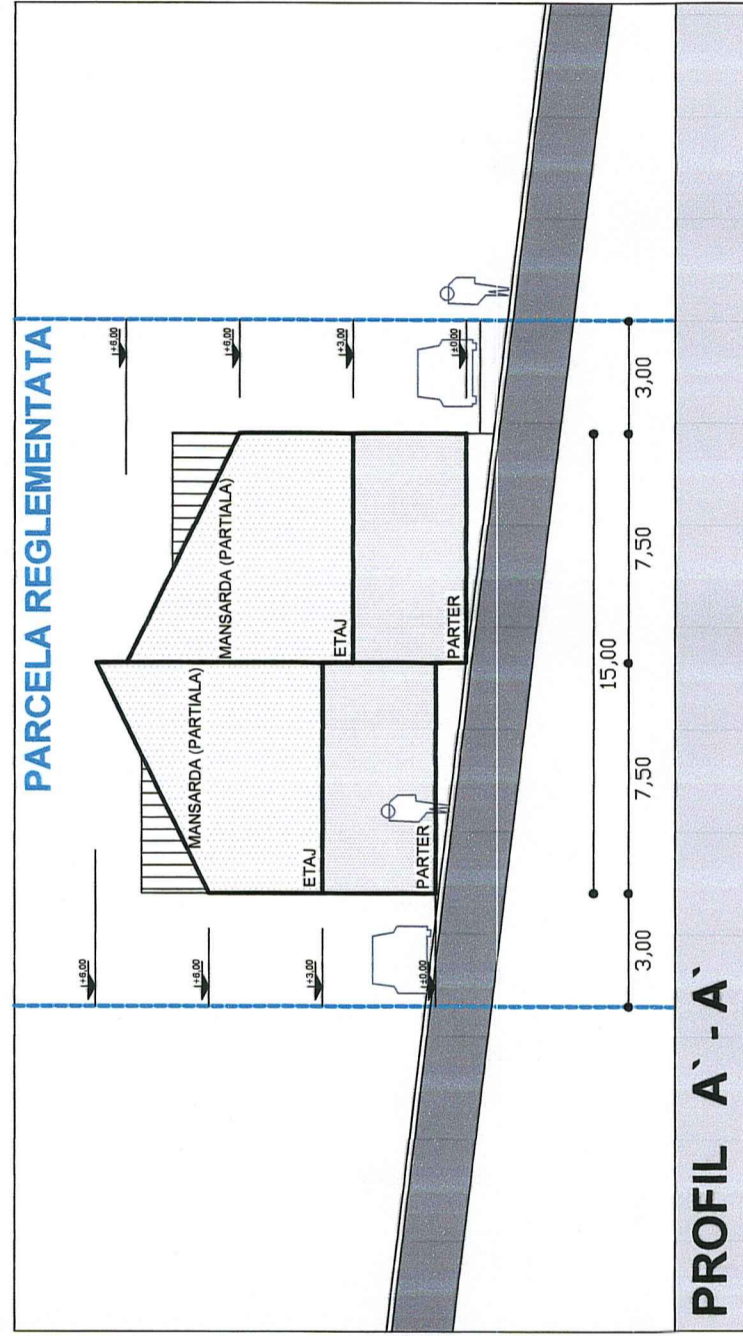 PARCELA REGLEMENTATA
+6,00
+6,00
+3,00
±0,00
+6,00
+6,00
+3,00
±0,00
MANSARDA (PARTIALA)
ETAJ
PARTER
MANSARDA (PARTIALA)
ETAJ
PARTER
15,00
3,00
7,50
7,50
3,00
PROFIL A` - A`